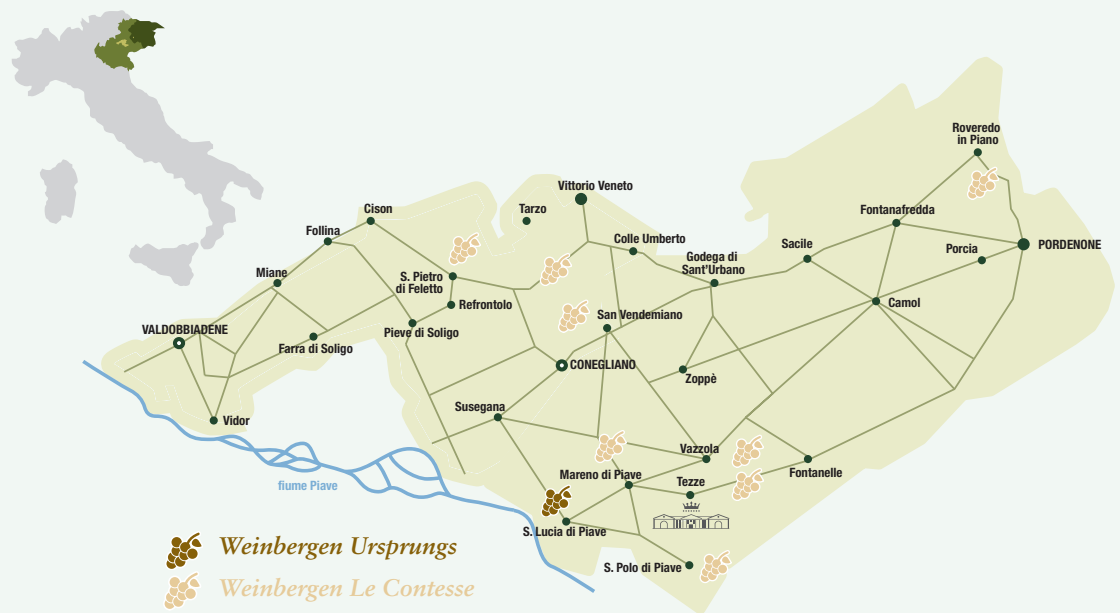 Roveredo
in Piano
Vittorio Veneto
Cison
Tarzo
Fontanafredda
Follina
Colle Umberto
Sacile
Porcia
PORDENONE
Godega di
Sant'Urbano
Miane
S. Pietro
di Feletto
Refrontolo
Camol
San Vendemiano
VALDOBBIADENE
Pieve di Soligo
Farra di Soligo
CONEGLIANO
Zoppè
Susegana
Vidor
Vazzola
Mareno di Piave
Fontanelle
Tezze
fiume Piave
S. Lucia di Piave
S. Polo di Piave
Weinbergen Ursprungs
Weinbergen Le Contesse